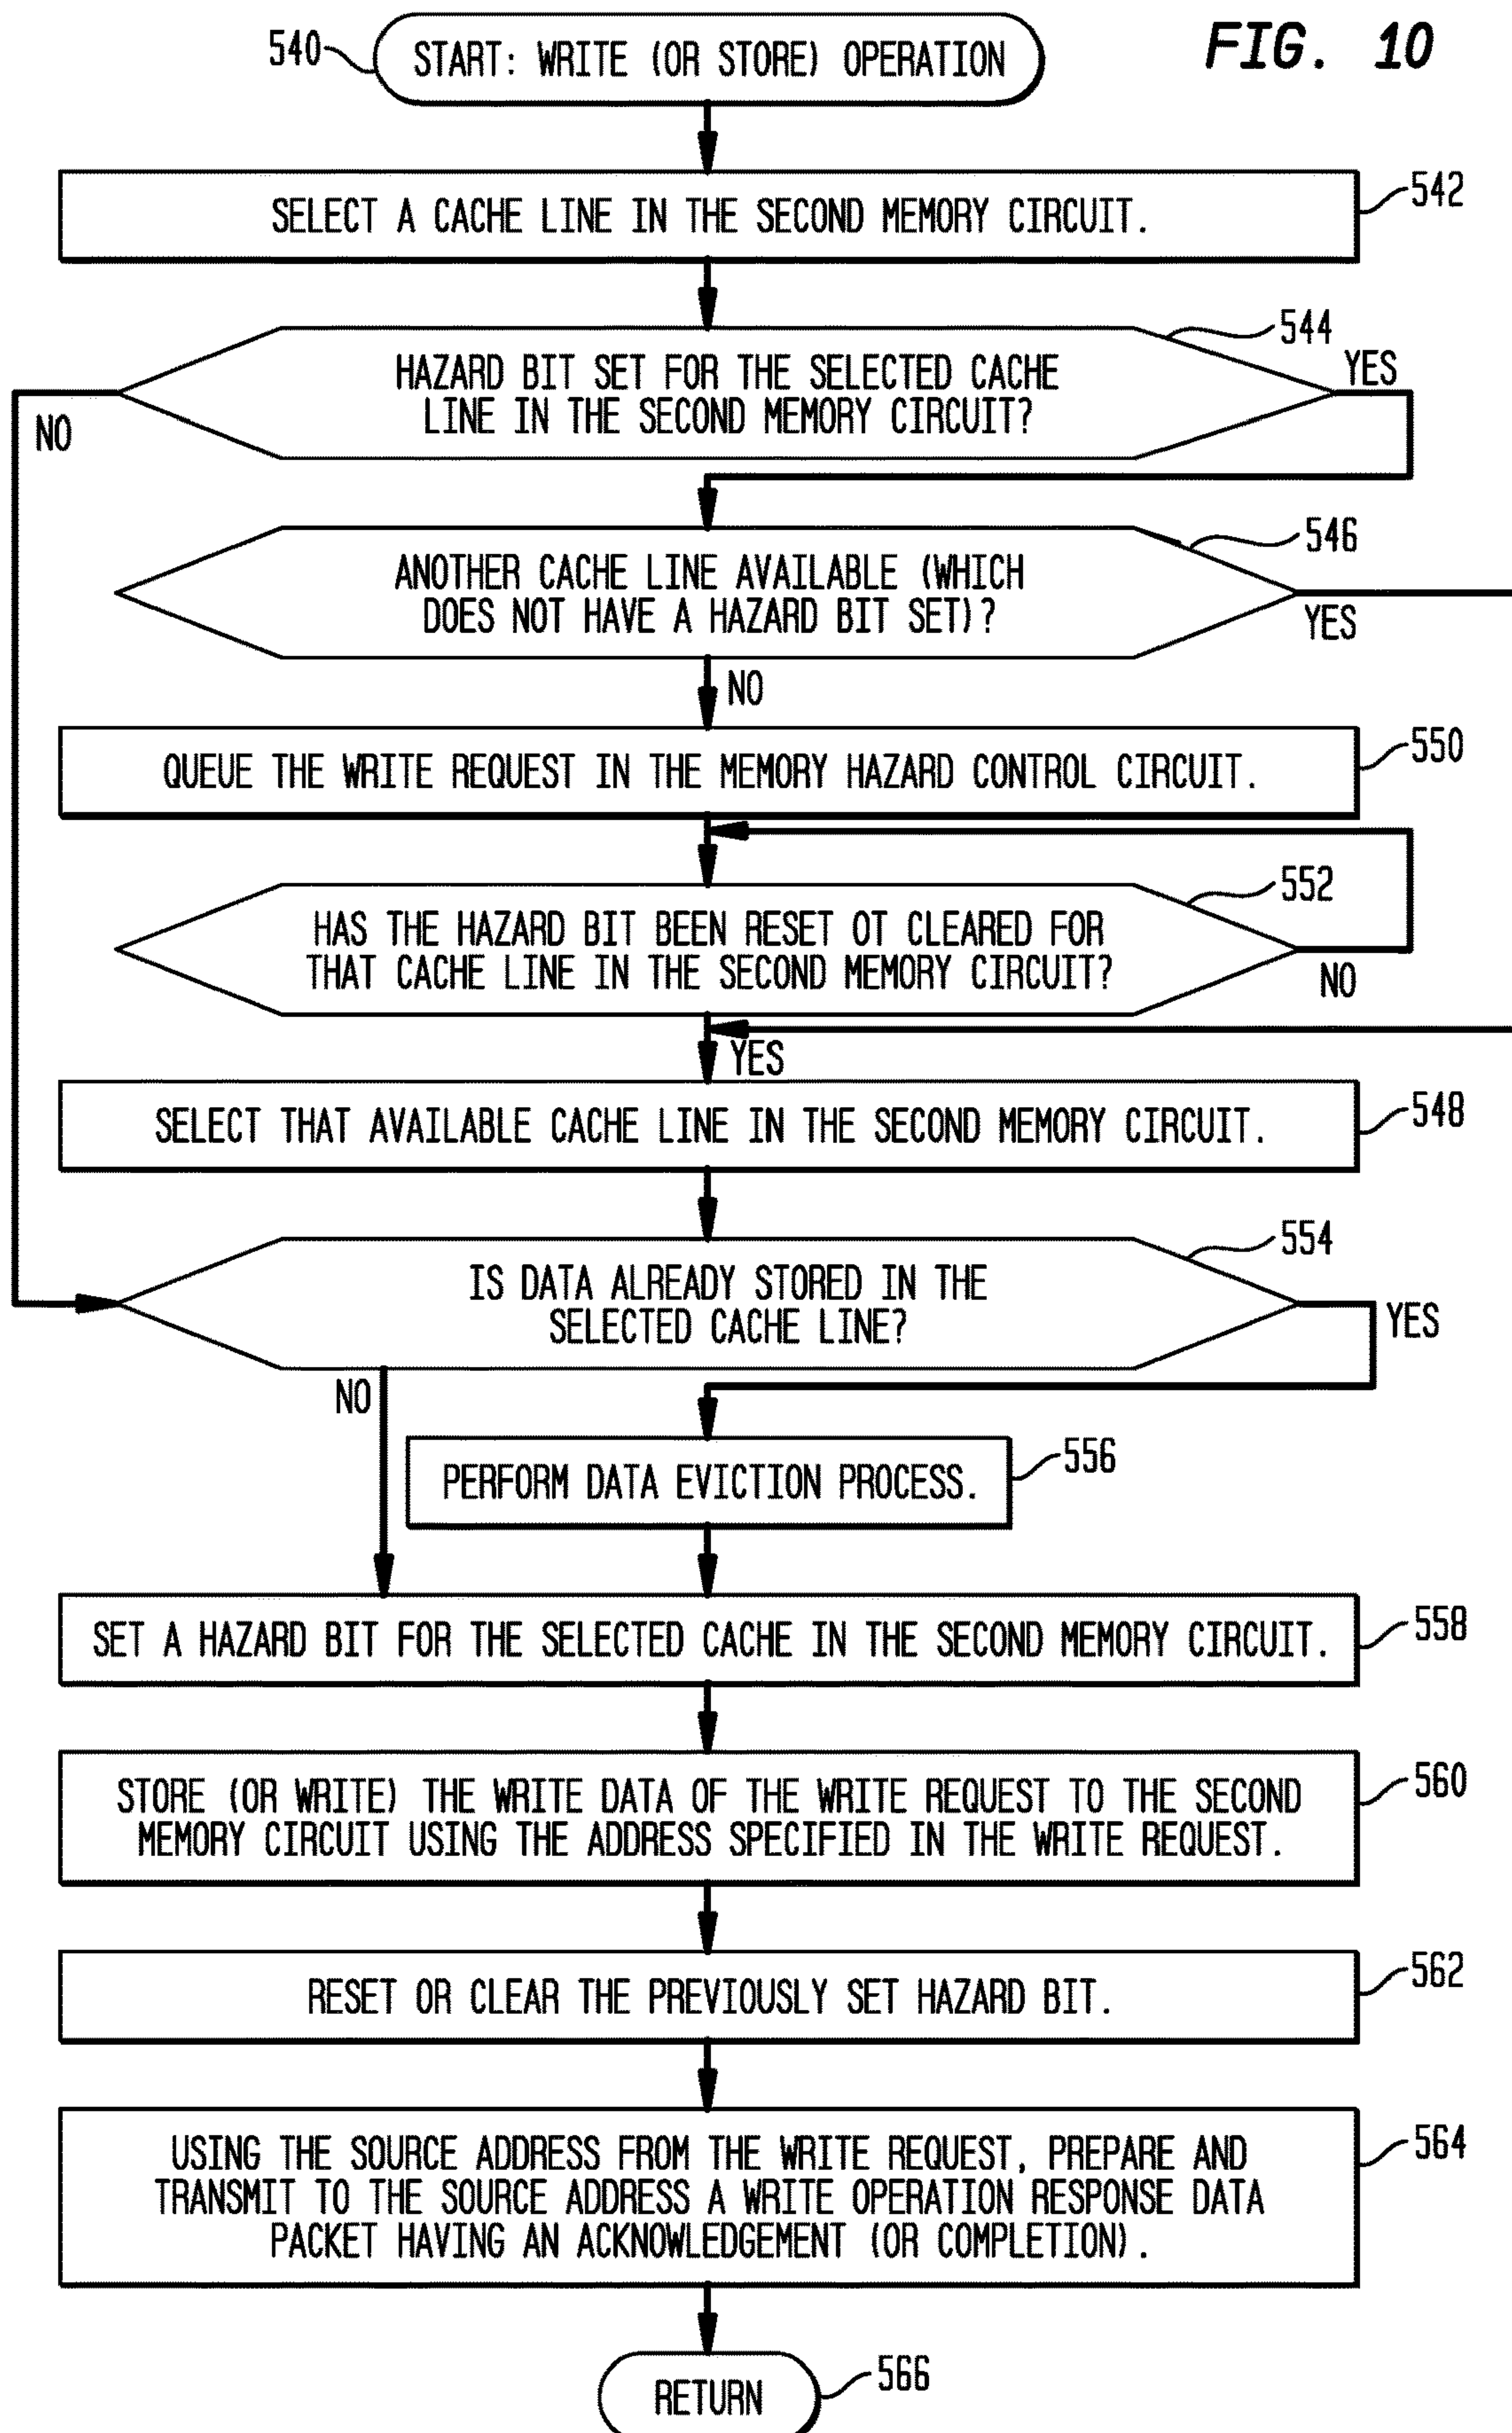 FIG. 10
540
START: WRITE (OR STORE) OPERATION
542
SELECT A CACHE LINE IN THE SECOND MEMORY CIRCUIT.
544
HAZARD BIT SET FOR THE SELECTED CACHE
LINE IN THE SECOND MEMORY CIRCUIT?
YES
NO
546
ANOTHER CACHE LINE AVAILABLE (WHICH
DOES NOT HAVE A HAZARD BIT SET)?
YES
NO
550
QUEUE THE WRITE REQUEST IN THE MEMORY HAZARD CONTROL CIRCUIT.
552
HAS THE HAZARD BIT BEEN RESET OT CLEARED FOR
THAT CACHE LINE IN THE SECOND MEMORY CIRCUIT?
NO
YES
548
SELECT THAT AVAILABLE CACHE LINE IN THE SECOND MEMORY CIRCUIT.
554
IS DATA ALREADY STORED IN THE
SELECTED CACHE LINE?
YES
NO
556
PERFORM DATA EVICTION PROCESS.
558
SET A HAZARD BIT FOR THE SELECTED CACHE IN THE SECOND MEMORY CIRCUIT.
560
STORE (OR WRITE) THE WRITE DATA OF THE WRITE REQUEST TO THE SECOND
MEMORY CIRCUIT USING THE ADDRESS SPECIFIED IN THE WRITE REQUEST.
562
RESET OR CLEAR THE PREVIOUSLY SET HAZARD BIT.
564
USING THE SOURCE ADDRESS FROM THE WRITE REQUEST, PREPARE AND
TRANSMIT TO THE SOURCE ADDRESS A WRITE OPERATION RESPONSE DATA
PACKET HAVING AN ACKNOWLEDGEMENT (OR COMPLETION).
566
RETURN